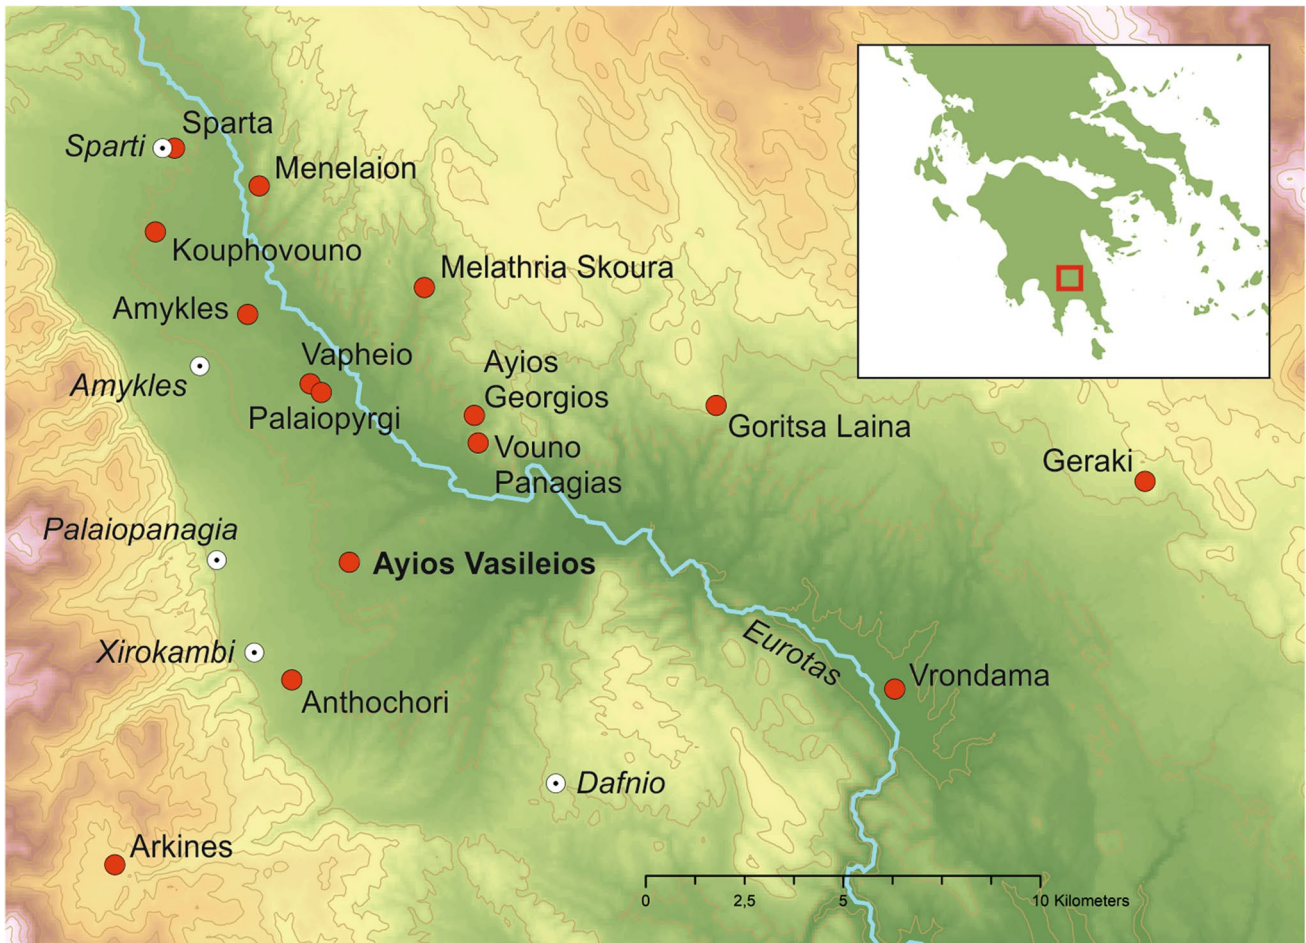 Sparta
Sparti
Menelaion
Kouphovouno
Melathria Skoura
Amykles
Vapheio
Ayios
Georgios
Amykles
Palaiopyrgi
Goritsa Laina
Vouno
Panagias
Geraki
Palaiopanagia
Ayios Vasileios
Eurotas
Xirokambi
Vrondama
Anthochori
Dafnio
Arkines
0 2,5 5 10 Kilometers